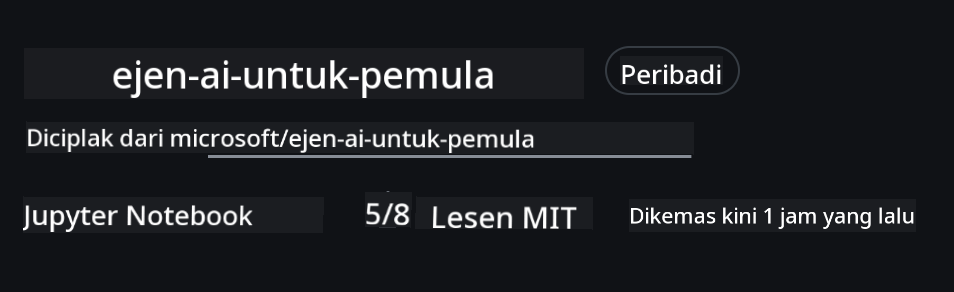 ejen-ai-untuk-pemula Peribadi
Diciplak dari microsoft/ejen-ai-untuk-pemula
Jupyter Notebook 5/8 Lesen MIT Dikemas kini 1 jam yang lalu